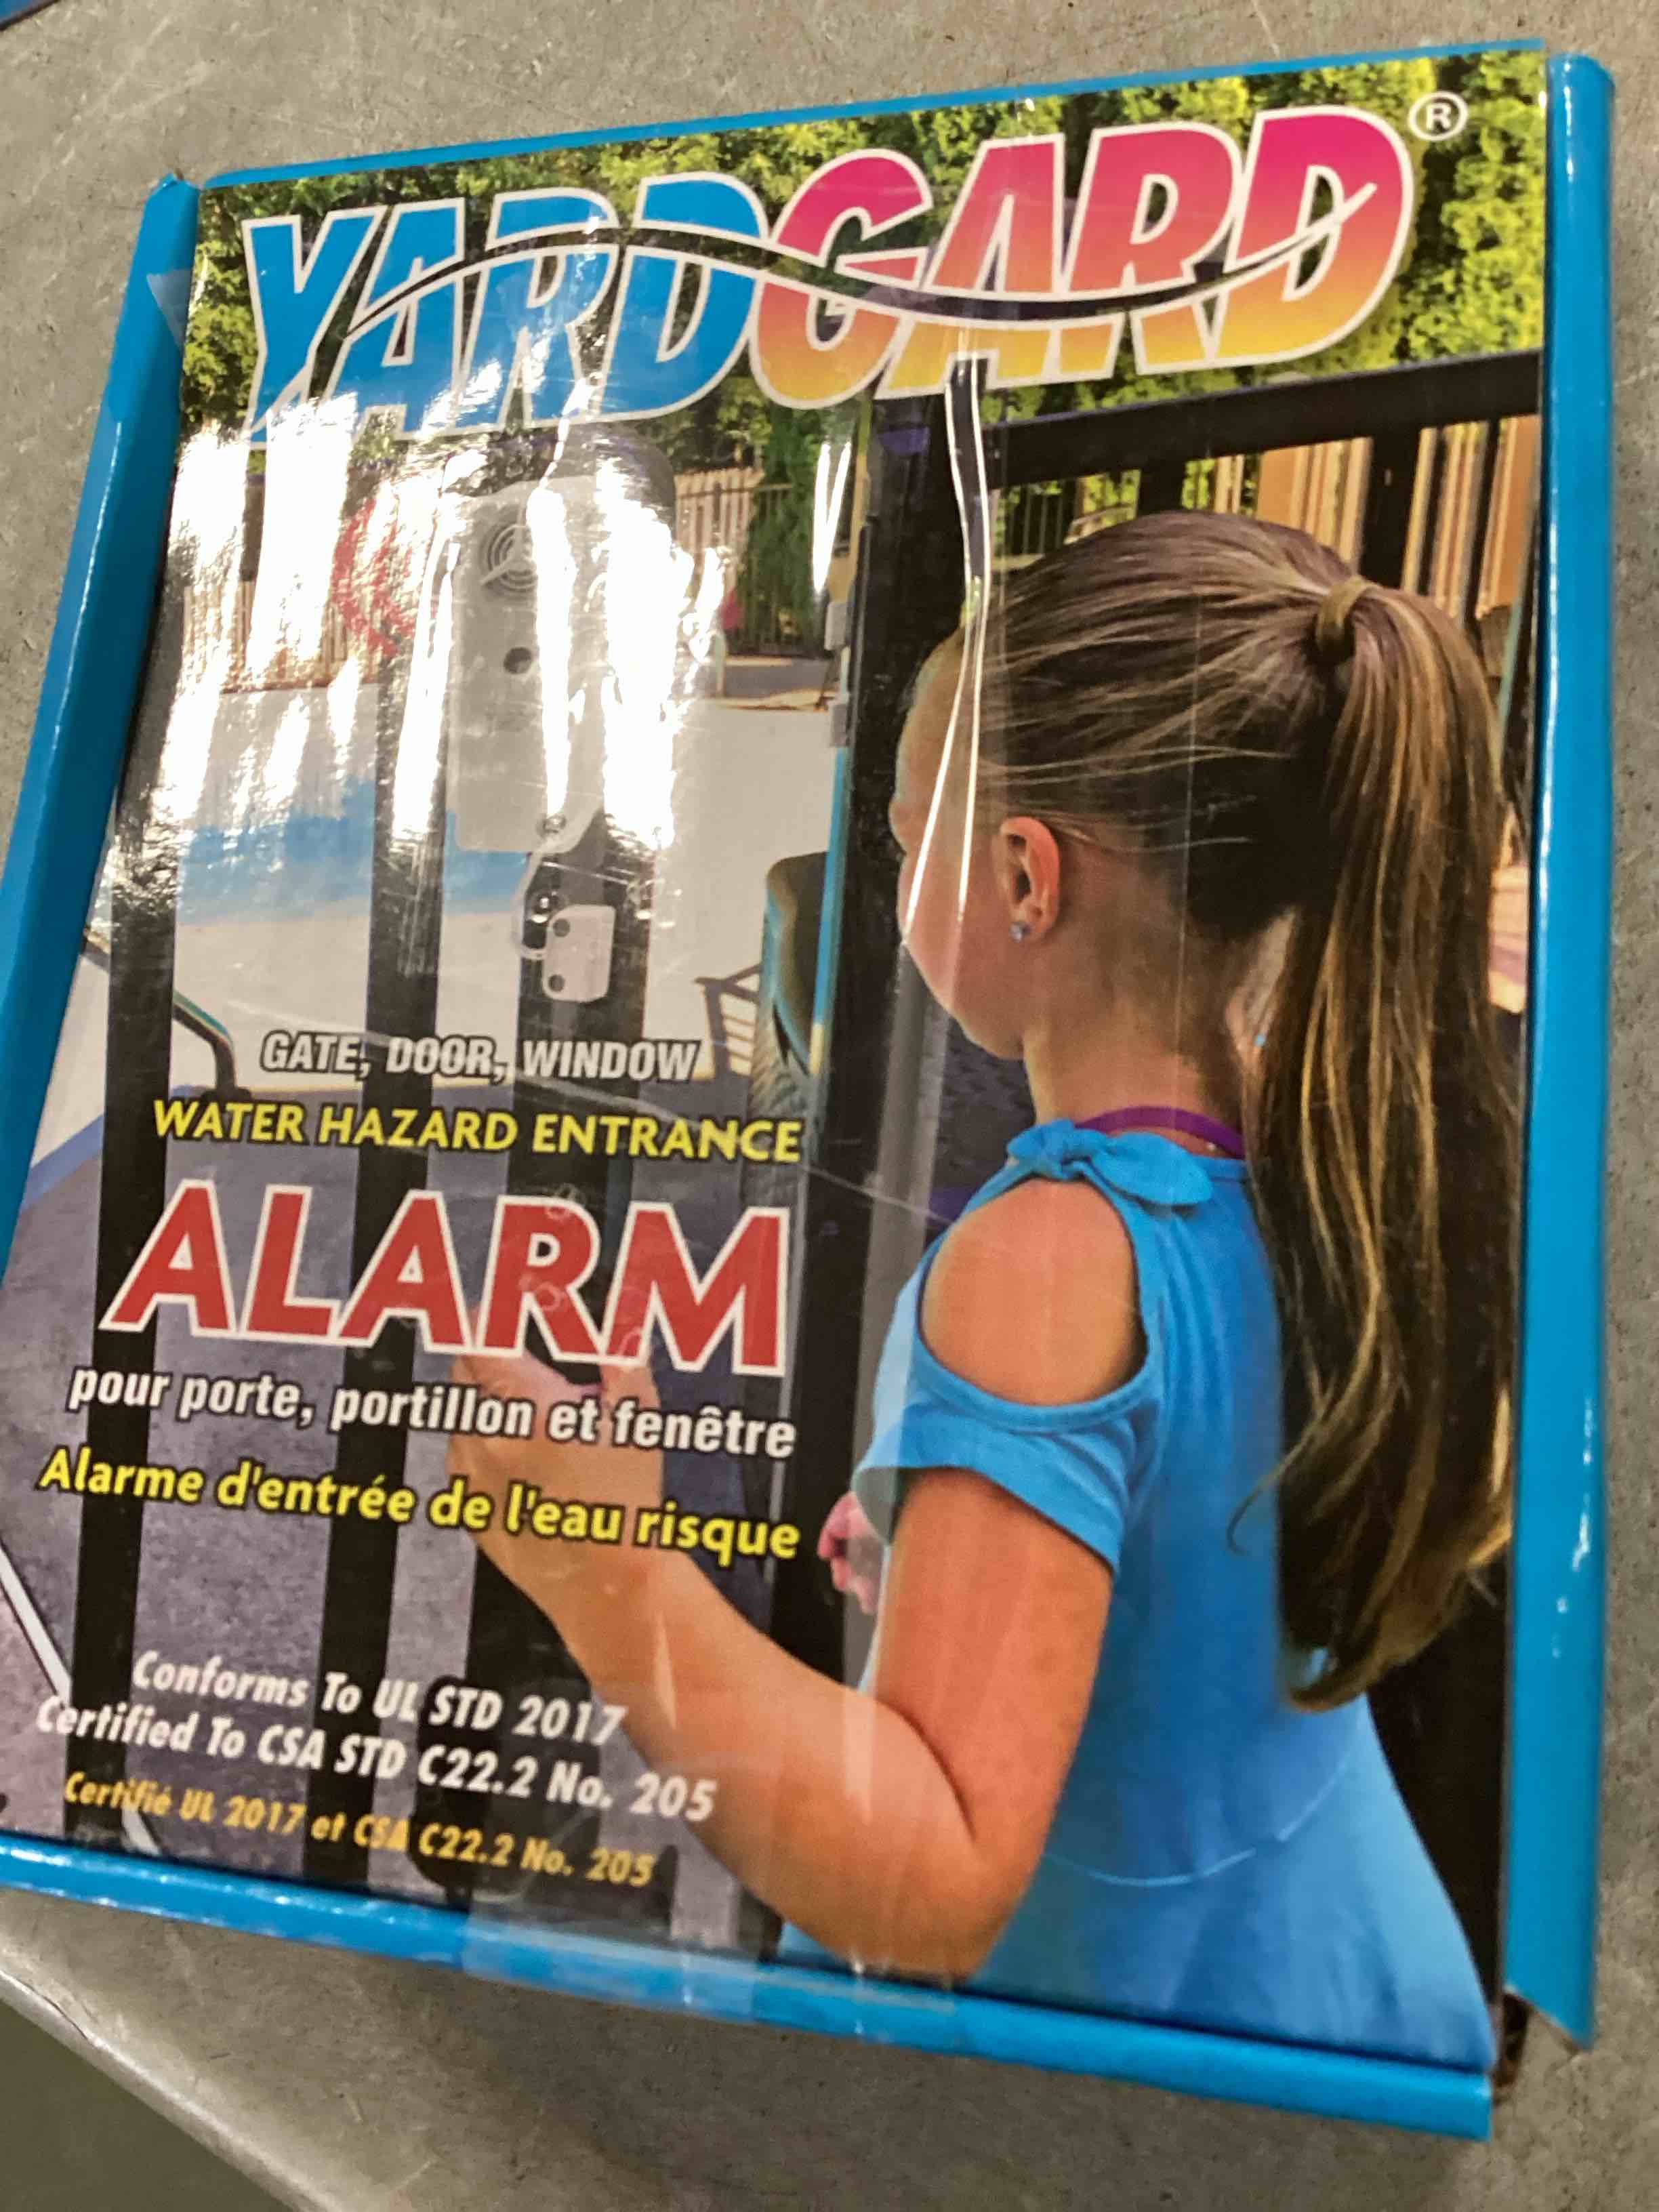 YARDGARD®
GATE, DOOR, WINDOW
WATER HAZARD ENTRANCE
ALARM
pour porte, portillon et fenêtre
Alarme d'entrée de l'eau risque
Conforms To UL STD 2017
Certified To CSA STD C22.2 No. 205
Certifié UL 2017 et CSA C22.2 No. 205